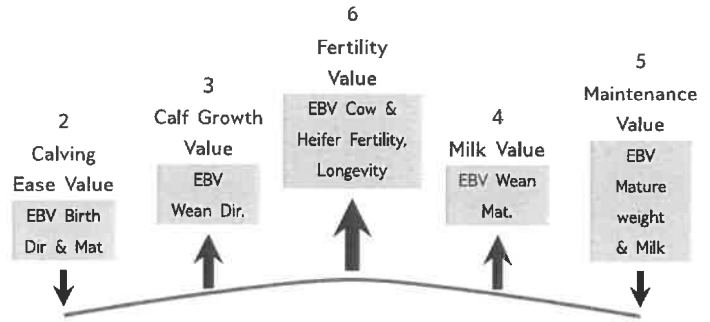 2
Calving
Ease Value
EBV Birth
Dir & Mat
3
Calf Growth
Value
EBV
Wean Dir.
6
Fertility
Value
EBV Cow &
Heifer Fertility,
Longevity
4
Milk Value
EBV Wean
Mat.
5
Maintenance
Value
EBV
Mature
weight
& Milk